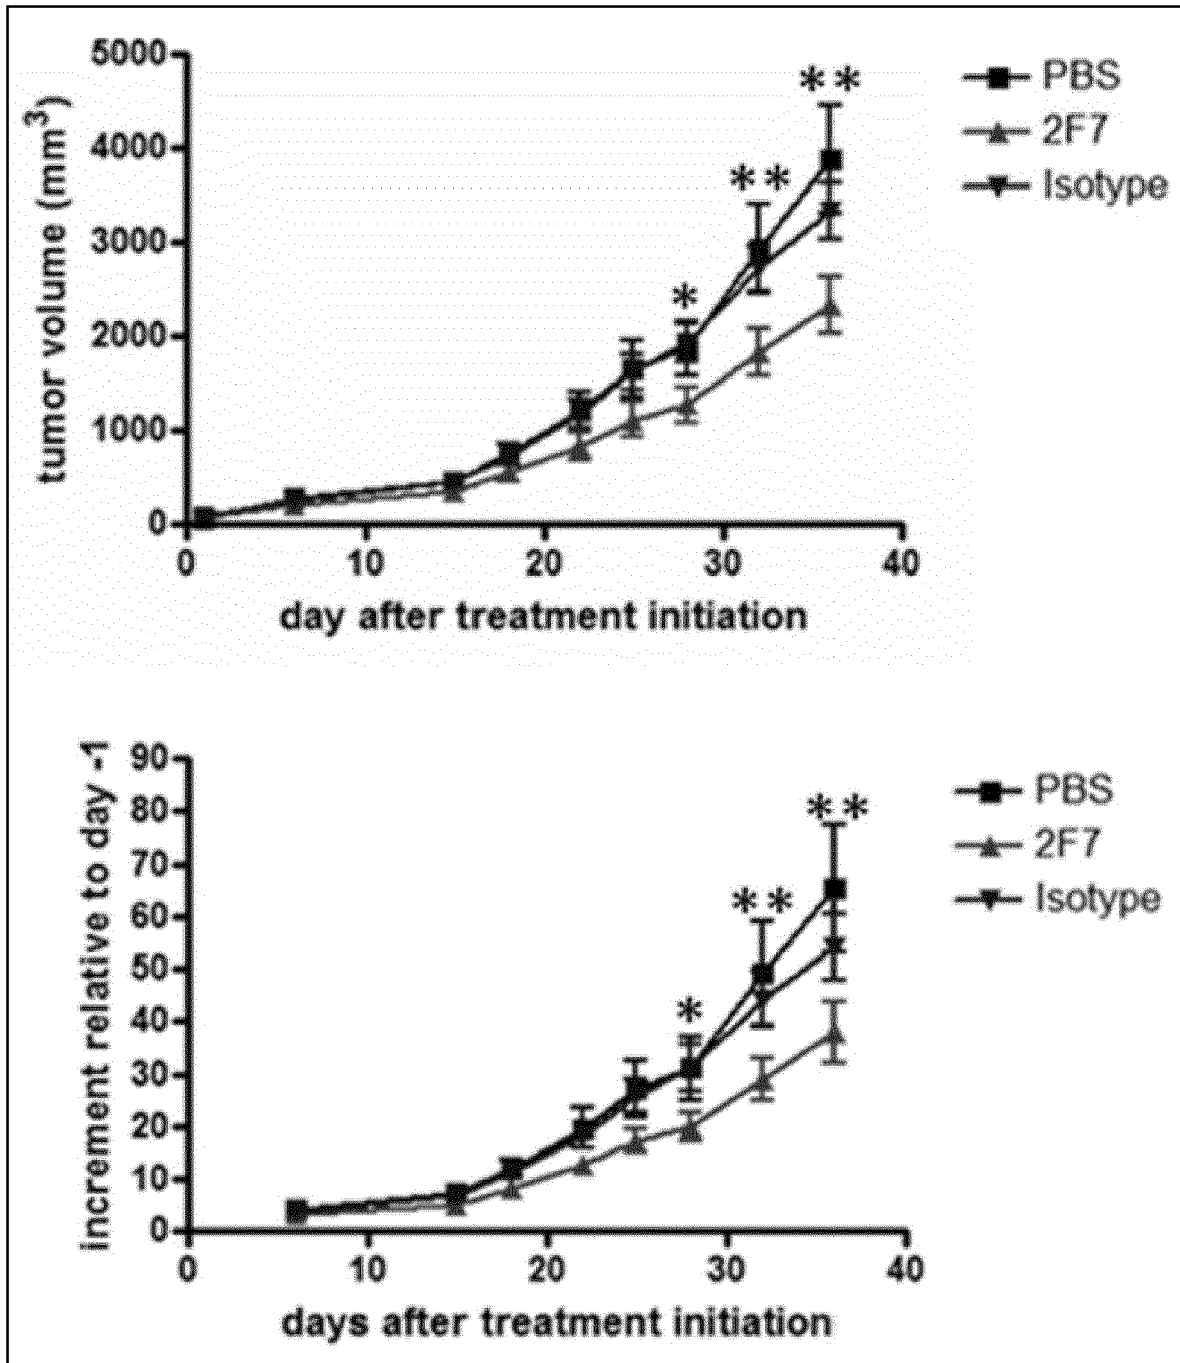 5000
4000
3000
2000
1000
0
tumor volume (mm³)
0 10 20 30 40
day after treatment initiation
* ** **
PBS
2F7
Isotype
90
80
70
60
50
40
30
20
10
0
increment relative to day -1
0 10 20 30 40
days after treatment initiation
* ** **
PBS
2F7
Isotype